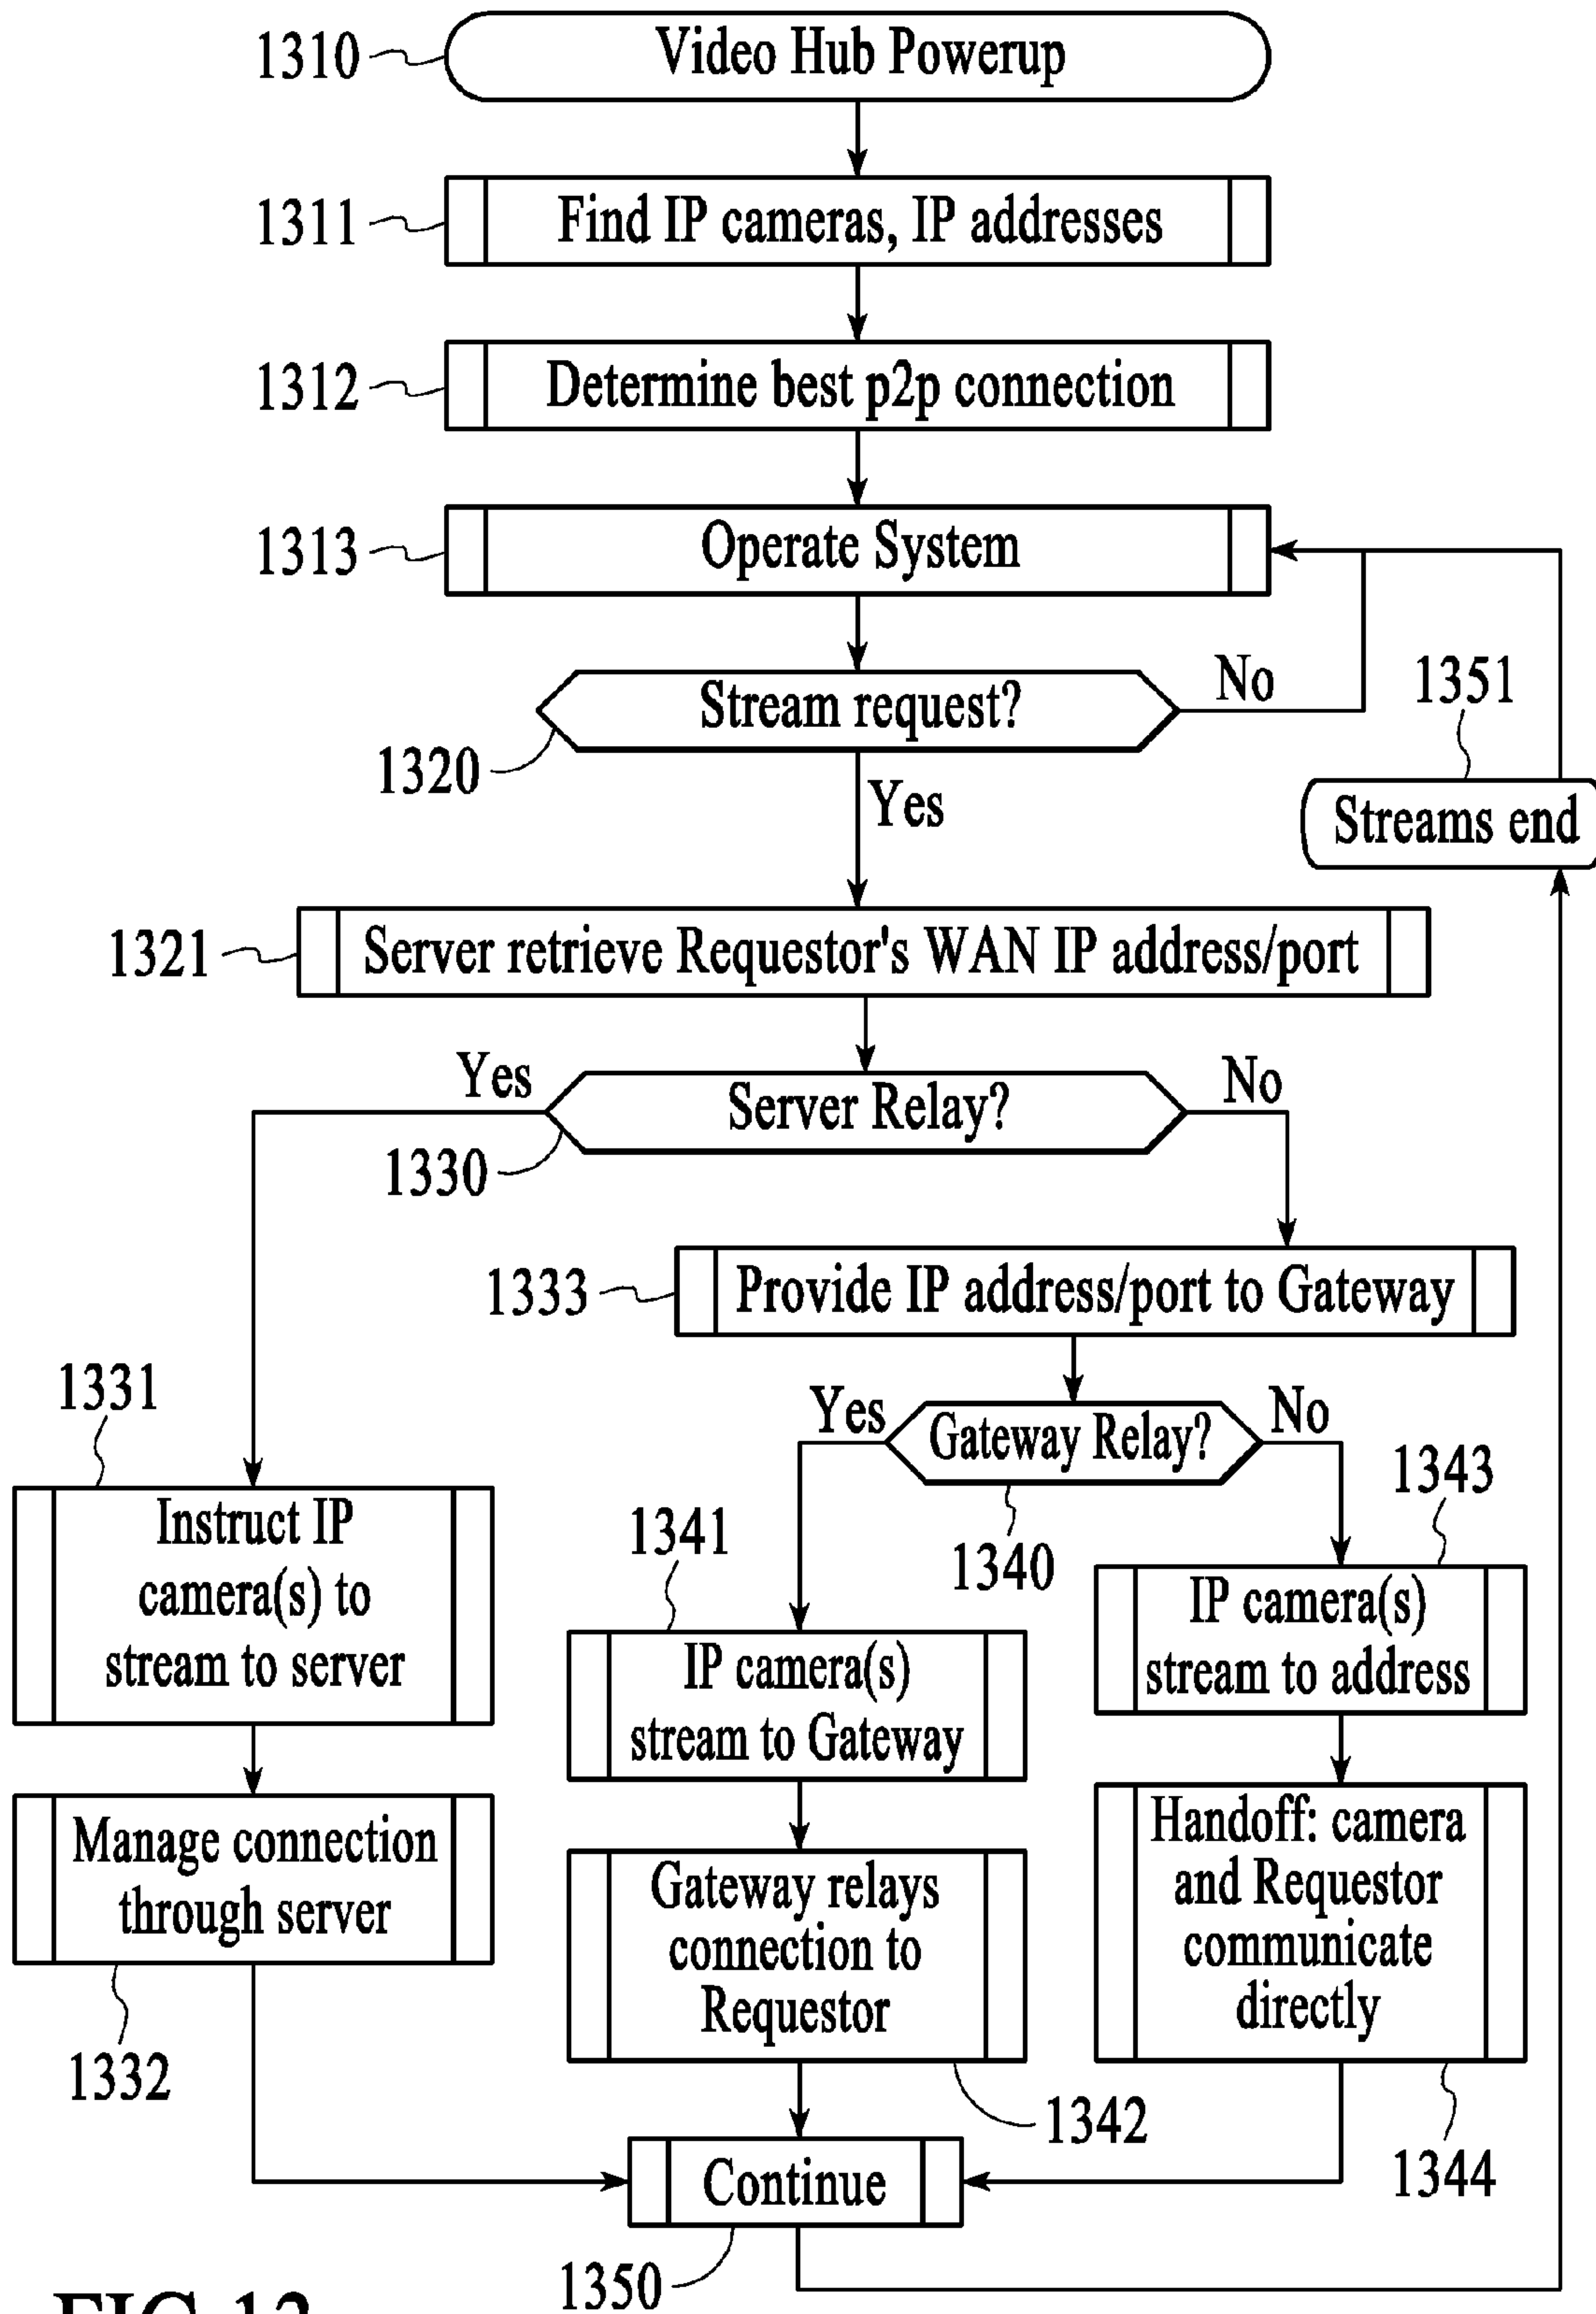 1310
Video Hub Powerup
1311
Find IP cameras, IP addresses
1312
Determine best p2p connection
1313
Operate System
Stream request?
No
1320
Yes
1351
Streams end
1321
Server retrieve Requestor's WAN IP address/port
Yes
Server Relay?
No
1330
1333
Provide IP address/port to Gateway
Yes
Gateway Relay?
No
1340
1331
Instruct IP
camera(s) to
stream to server
Manage connection
through server
1332
1341
IP camera(s)
stream to Gateway
Gateway relays
connection to
Requestor
1342
1343
IP camera(s)
stream to address
Handoff: camera
and Requestor
communicate
directly
1344
Continue
1350